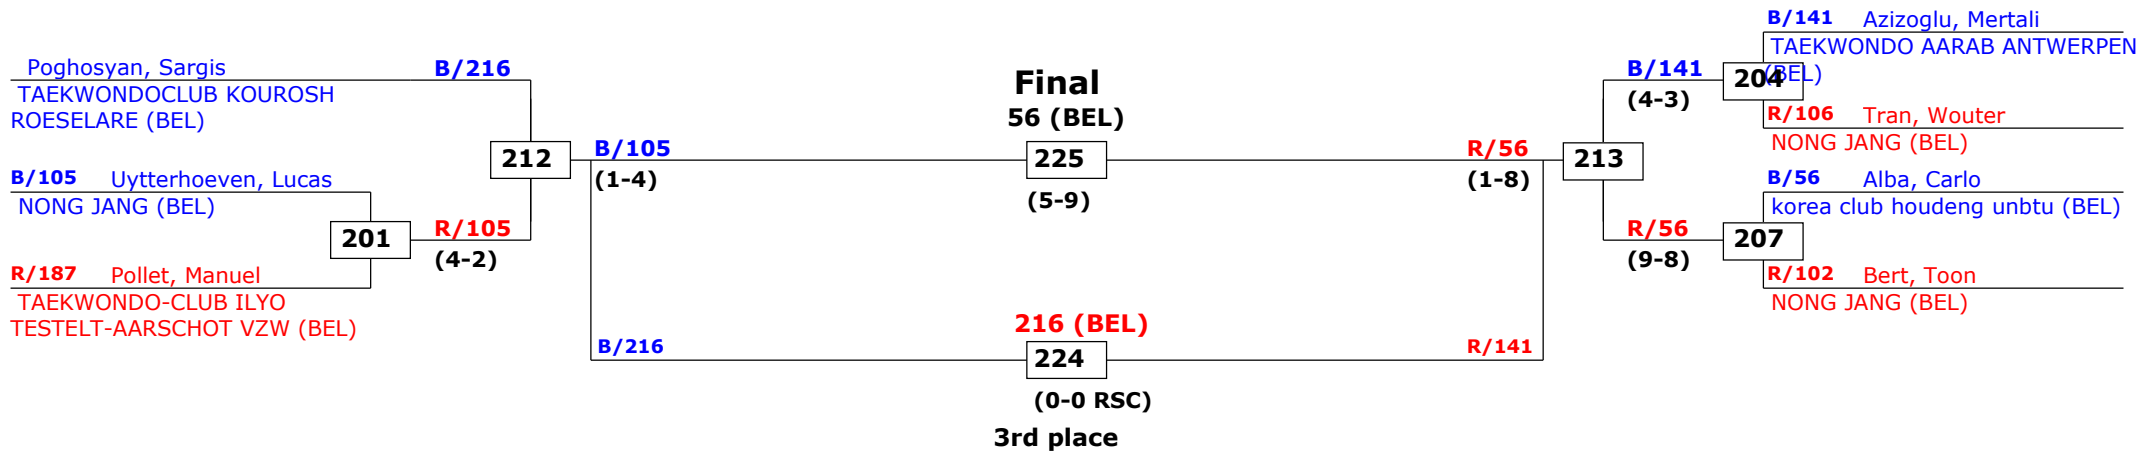 Poghosyan, Sargis
B/216
TAEKWONDOCLUB KOUROSH
ROESELARE (BEL)
212
B/105 Uytterhoeven, Lucas
NONG JANG (BEL)
201
R/105
(4-2)
R/187 Pollet, Manuel
TAEKWONDO-CLUB ILYO
TESTELT-AARSCHOT VZW (BEL)
B/105
(1-4)
Final
56 (BEL)
225
(5-9)
R/56
(1-8)
213
B/216
216 (BEL)
224
(0-0 RSC)
3rd place
R/141
B/141
(4-3)
B/141 Azizoglu, Mertali
TAEKWONDO AARAB ANTWERPEN
(BEL)
204
R/106 Tran, Wouter
NONG JANG (BEL)
B/56 Alba, Carlo
korea club houdeng unbtu (BEL)
R/56
(9-8)
207
R/102 Bert, Toon
NONG JANG (BEL)